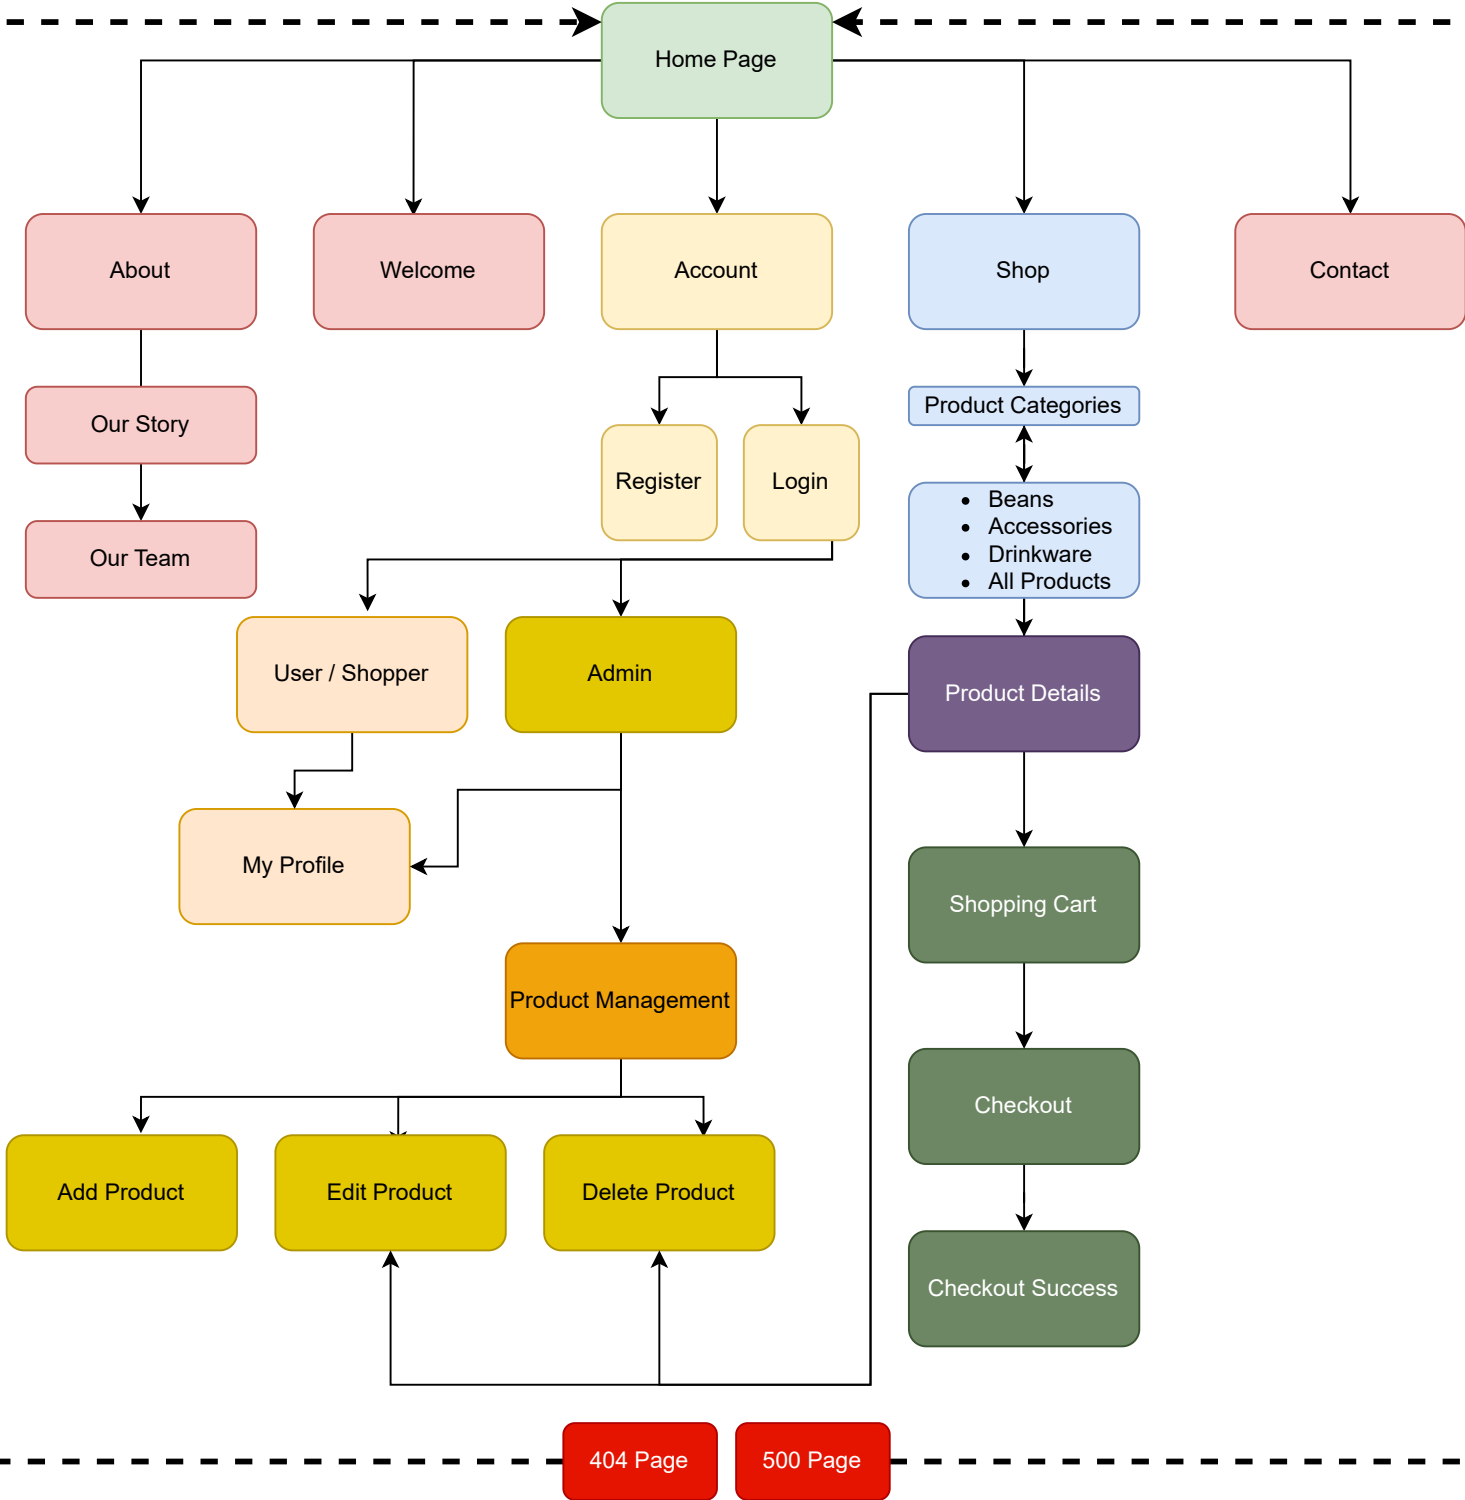 Home Page
About
Welcome
Account
Shop
Contact
Our Story
Our Team
Register
Login
Product Categories
• Beans
• Accessories
• Drinkware
• All Products
User / Shopper
Admin
Product Details
My Profile
Shopping Cart
Product Management
Checkout
Add Product
Edit Product
Delete Product
Checkout Success
404 Page
500 Page